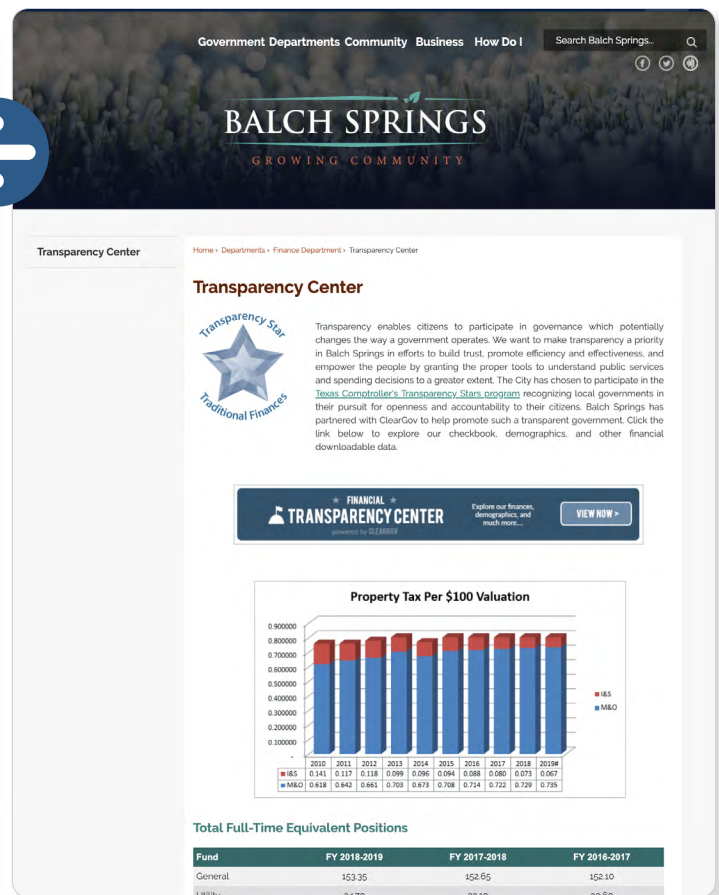 Government Departments Community Business How Do I
Search Balch Springs...
BALCH SPRINGS
GROWING COMMUNITY
Transparency Center
Home › Departments › Finance Department › Transparency Center
Transparency Center
Transparency Star
Traditional Finances
Transparency enables citizens to participate in governance which potentially
changes the way a government operates. We want to make transparency a priority
in Balch Springs in efforts to build trust, promote efficiency and effectiveness, and
empower the people by granting the proper tools to understand public services
and spending decisions to a greater extent. The City has chosen to participate in the
Texas Comptroller's Transparency Stars program recognizing local governments in
their pursuit for openness and accountability to their citizens. Balch Springs has
partnered with ClearGov to help promote such a transparent government. Click the
link below to explore our checkbook, demographics, and other financial
downloadable data.
FINANCIAL
TRANSPARENCY CENTER
powered by CLEARGOV
Explore our finances,
demographics, and
much more....
VIEW NOW >
Property Tax Per $100 Valuation
0.900000
0.800000
0.700000
0.600000
0.500000
0.400000
0.300000
0.200000
0.100000
-
I&S
M&O
2010 2011 2012 2013 2014 2015 2016 2017 2018 2019#
I&S 0.141 0.117 0.118 0.099 0.096 0.094 0.088 0.080 0.073 0.067
M&O 0.618 0.642 0.661 0.703 0.673 0.708 0.714 0.722 0.729 0.735
Total Full-Time Equivalent Positions
Fund FY 2018-2019 FY 2017-2018 FY 2016-2017
General 153.35 152.65 152.10